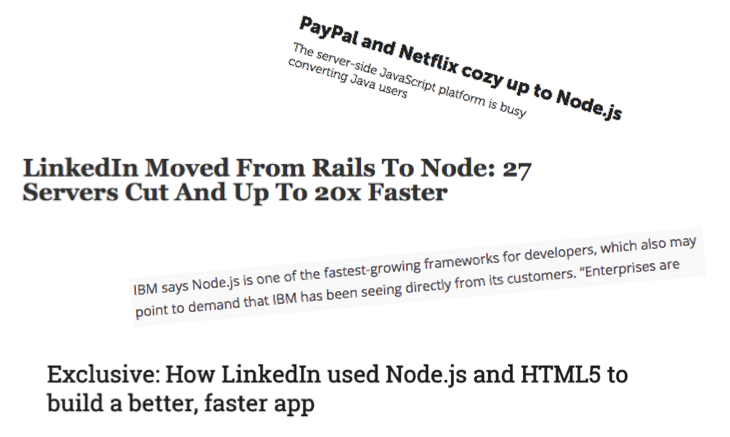 PayPal and Netflix cozy up to Node.js
The server-side JavaScript platform is busy
converting Java users
LinkedIn Moved From Rails To Node: 27
Servers Cut And Up To 20x Faster
IBM says Node.js is one of the fastest-growing frameworks for developers, which also may
point to demand that IBM has been seeing directly from its customers. "Enterprises are
Exclusive: How LinkedIn used Node.js and HTML5 to
build a better, faster app